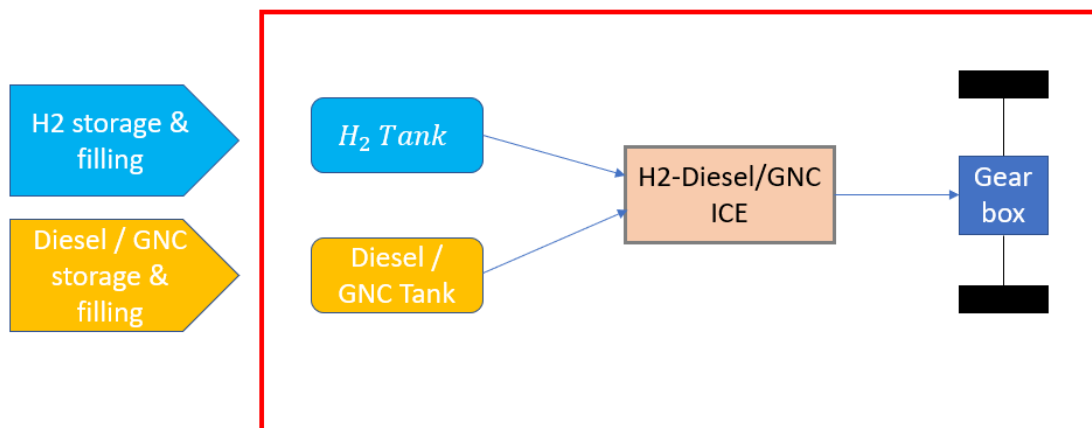 H2 storage &
filling
Diesel / GNC
storage &
filling
H₂ Tank
Diesel /
GNC Tank
H2-Diesel/GNC
ICE
Gear
box